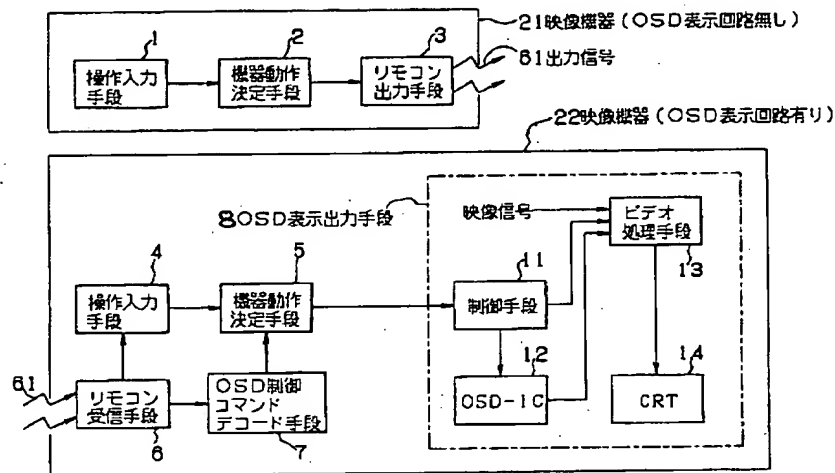 21映像機器(OSD表示回路無し)
1
2
3
61出力信号
操作入力
手段
機器動作
決定手段
リモコン
出力手段
22映像機器(OSD表示回路有り)
8OSD表示出力手段
映像信号
ビデオ
処理手段
13
4
5
11
操作入力
手段
機器動作
決定手段
制御手段
12
14
61
リモコン
受信手段
6
OSD制御
コマンド
デコード手段
7
OSD-IC
CRT